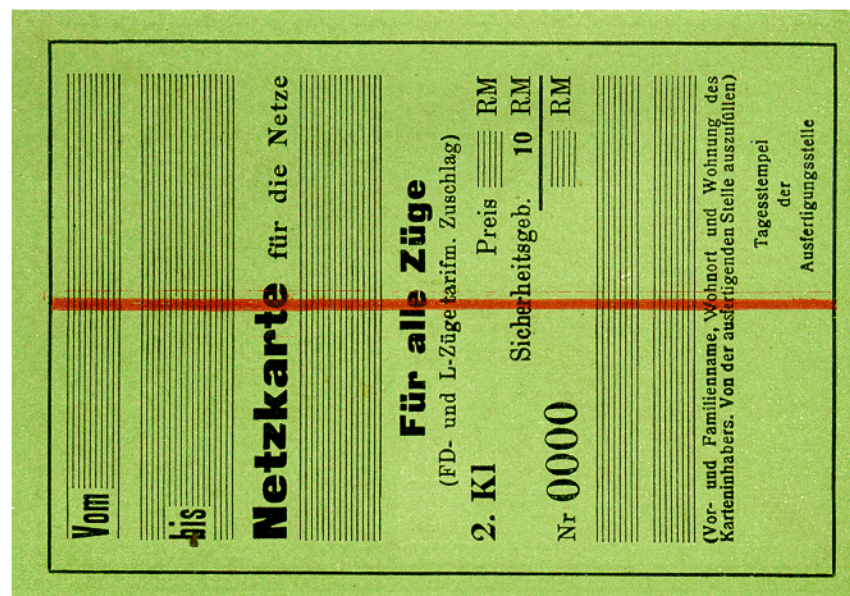 Vom
bis
Netzkarte für die Netze
Für alle Züge
(FD- und L-Züge tarifm. Zuschlag)
2. Kl Preis RM
Sicherheitsgeb. 10 RM
Nr 0000 RM
(Vor- und Familienname, Wohnort und Wohnung des
Karteninhabers. Von der ausfertigenden Stelle auszufüllen)
Tagesstempel
der
Ausfertigungsstelle